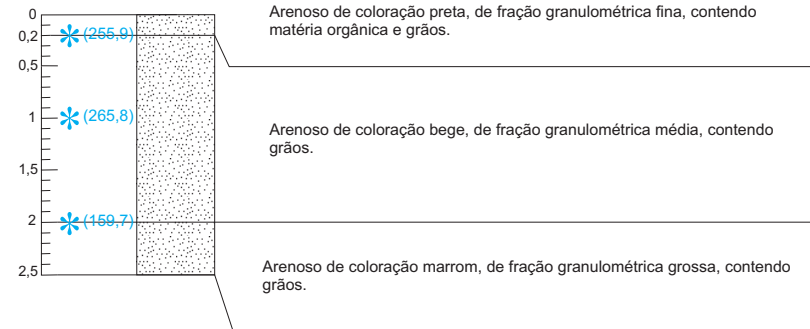 0
Arenoso de coloração preta, de fração granulométrica fina, contendo
matéria orgânica e grãos.
0,2
(255,9)
0,5
1
(265,8)
Arenoso de coloração bege, de fração granulométrica média, contendo
grãos.
1,5
2
(159,7)
2,5
Arenoso de coloração marrom, de fração granulométrica grossa, contendo
grãos.